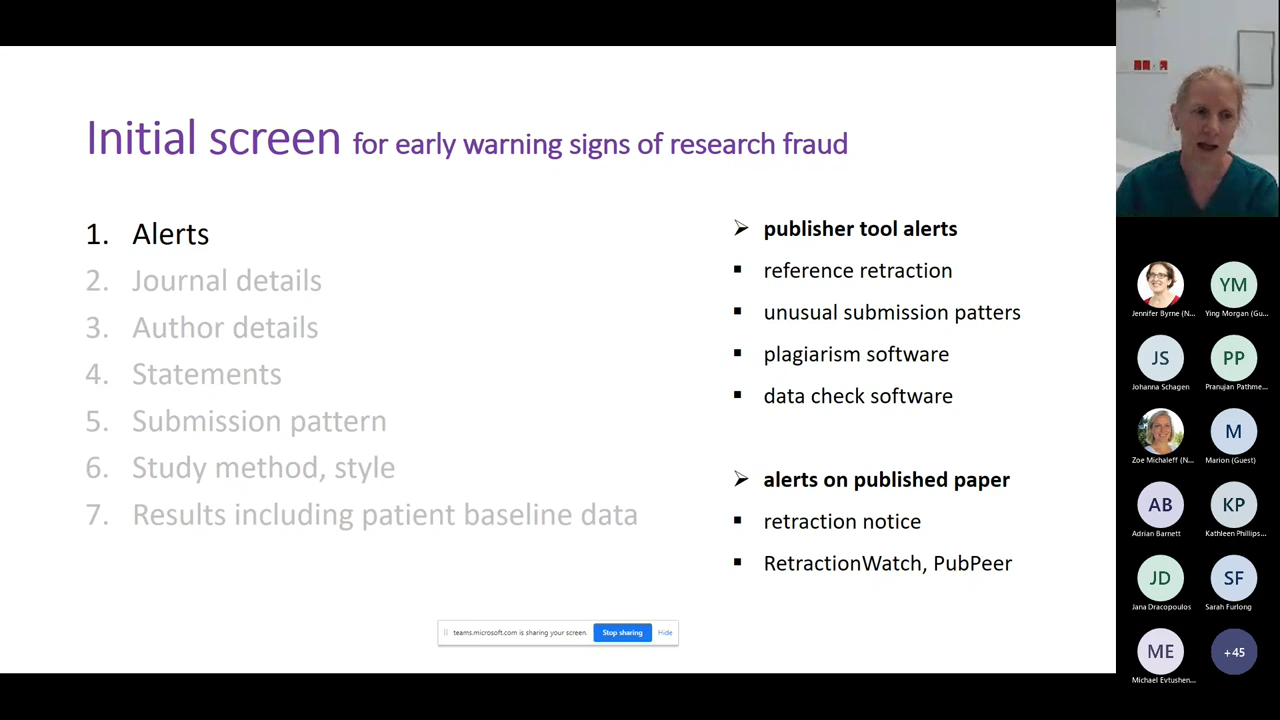 Initial screen for early warning signs of research fraud
1. Alerts
2. Journal details
3. Author details
4. Statements
5. Submission pattern
6. Study method, style
7. Results including patient baseline data
➢ publisher tool alerts
▪ reference retraction
▪ unusual submission patters
▪ plagiarism software
▪ data check software
➢ alerts on published paper
▪ retraction notice
▪ RetractionWatch, PubPeer
teams.microsoft.com is sharing your screen. Stop sharing Hide
Jennifer Byrne (N...
YM
Ying Morgan (Gu...
JS
Johanna Schagen
PP
Pranujan Pathme...
Zoe Michaleff (N...
M
Marion (Guest)
AB
Adrian Barnett
KP
Kathleen Phillips...
JD
Jana Dracopoulos
SF
Sarah Furlong
ME
Michael Evtushen...
+45